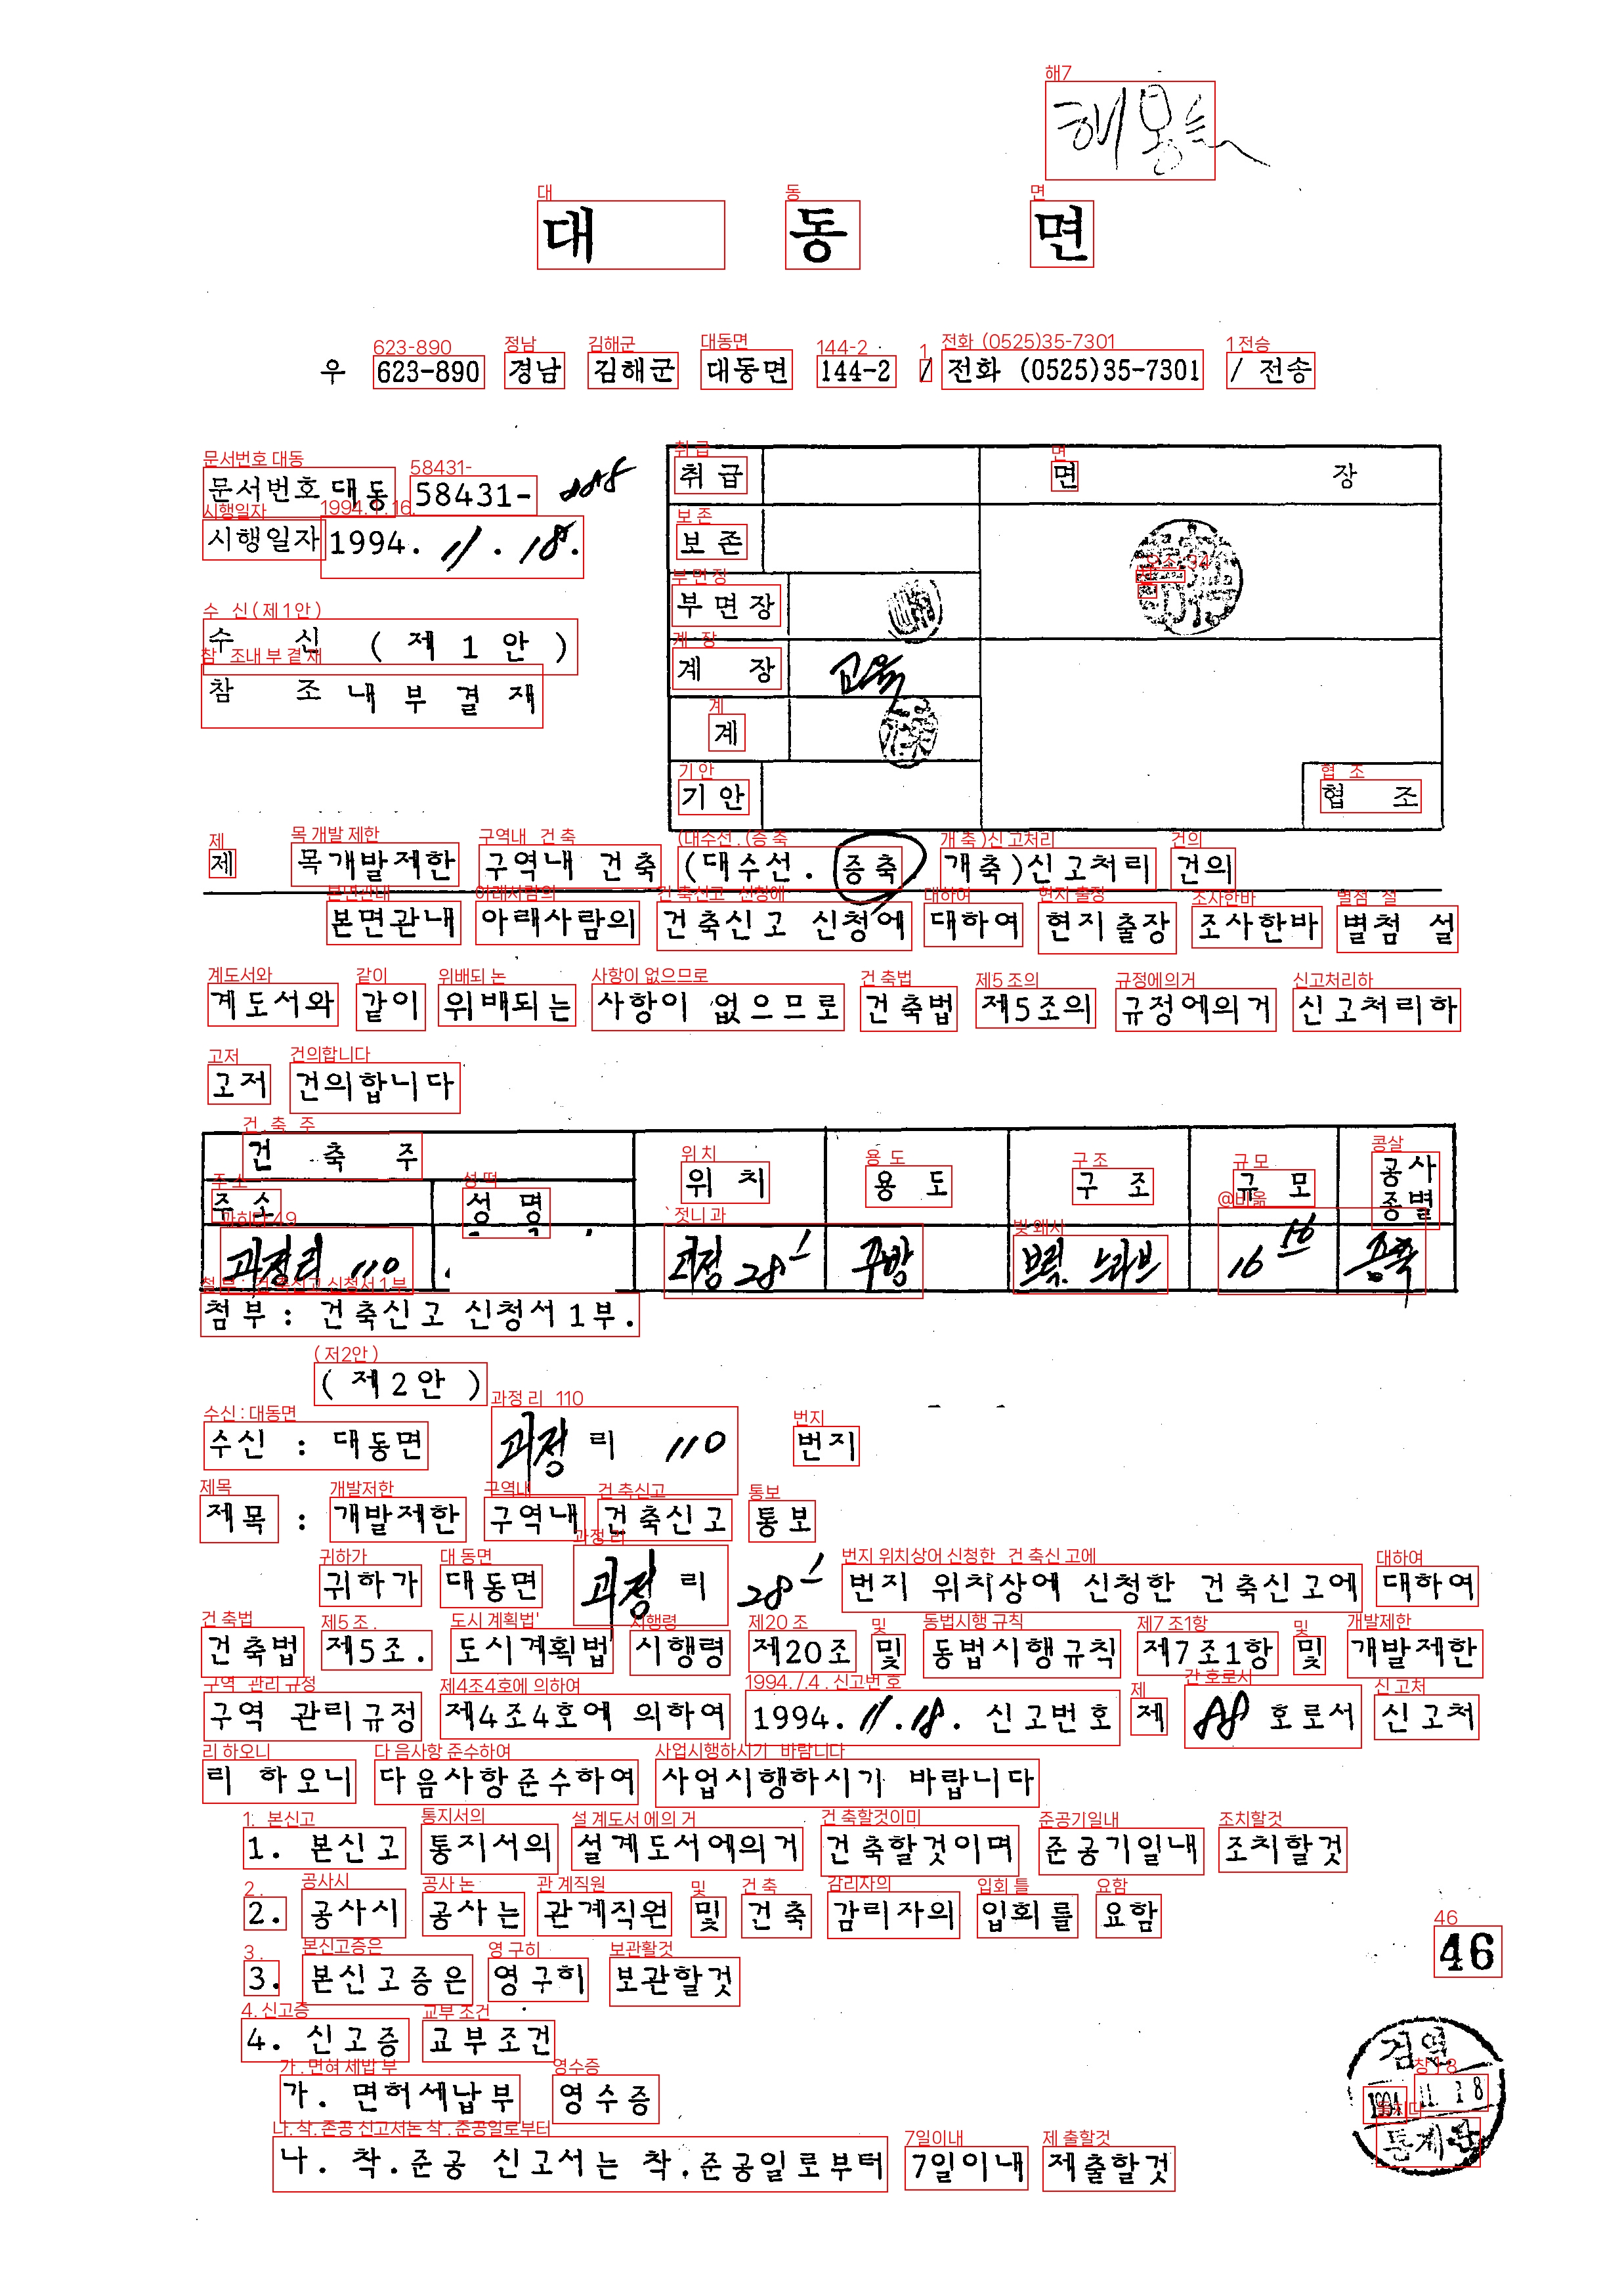 대 동 면
우 623-890 경남 김해군 대동면 144-2 / 전화 (0525)35-7301 / 전송
문서번호 대동 58431-
시행일자 1994. 11. 18.
수 신 ( 제 1 안 )
참 조 내 부 결 재
취 급
면 장
보 존
부 면 장
계 장
계
기 안
협 조
제 목 개발제한 구역내 건축 (대수선. 증축 개축)신고처리 건의
본면관내 아래사람의 건축신고 신청에 대하여 현지출장 조사한바 별첨 설
계도서와 같이 위배되는 사항이 없으므로 건축법 제5조의 규정에의거 신고처리하
고저 건의합니다
건 축 주 위 치 용 도 구 조 규 모 공사종별
주 소 성 명
괴정리 110 괴정 28-1 주방 브럭. 스라브 16 16 증축
첨부 : 건축신고 신청서 1부.
( 제 2 안 )
수신 : 대동면 괴정 리 110 번지
제목 : 개발제한 구역내 건축신고 통보
귀하가 대동면 괴정 리 28-1 번지 위치상에 신청한 건축신고에 대하여
건축법 제5조. 도시계획법 시행령 제20조 및 동법시행규칙 제7조1항 및 개발제한
구역 관리규정 제4조4호에 의하여 1994. 11. 18. 신고번호 제 88 호로서 신고처
리 하오니 다음사항준수하여 사업시행하시기 바랍니다
1. 본신고 통지서의 설계도서에의거 건축할것이며 준공기일내 조치할것
2. 공사시 공사는 관계직원 및 건축 감리자의 입회를 요함
3. 본신고증은 영구히 보관할것
4. 신고증 교부조건
가. 면허세납부 영수증
나. 착.준공 신고서는 착.준공일로부터 7일이내 제출할것
46
검열
1994 11. 28
통제관